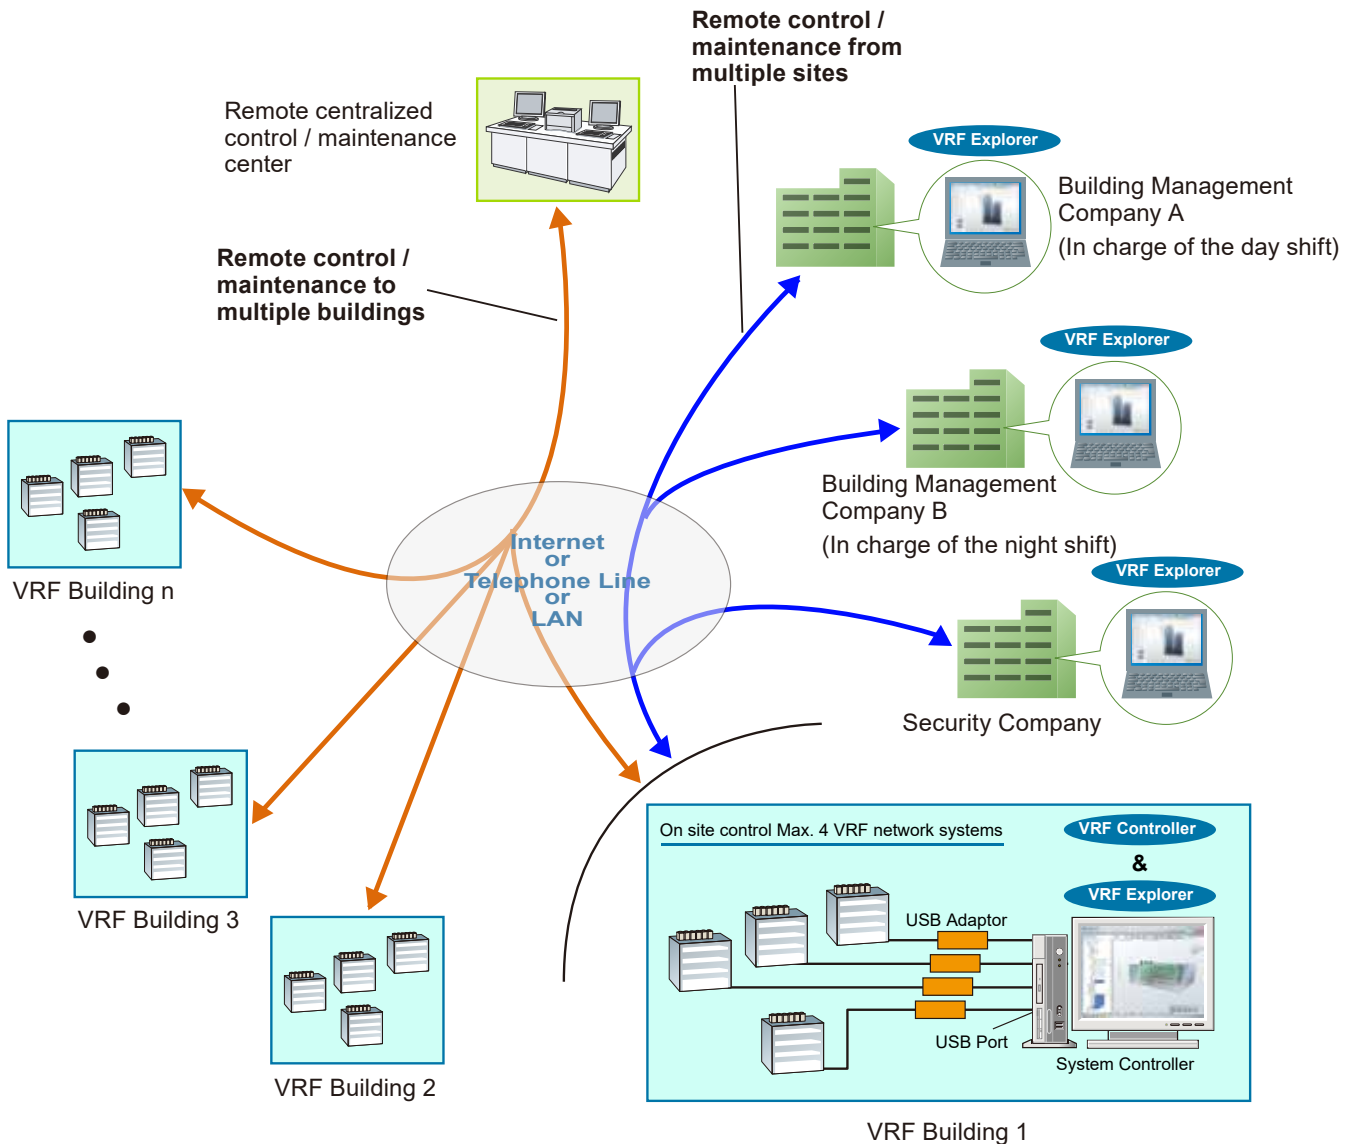 Remote control /
maintenance from
multiple sites
Remote centralized
control / maintenance
center
VRF Explorer
Building Management
Company A
(In charge of the day shift)
Remote control /
maintenance to
multiple buildings
VRF Explorer
Building Management
Company B
(In charge of the night shift)
Internet
or
Telephone Line
or
LAN
VRF Explorer
Security Company
VRF Building n
VRF Building 3
VRF Building 2
On site control Max. 4 VRF network systems
VRF Controller
&
VRF Explorer
USB Adaptor
USB Port
System Controller
VRF Building 1